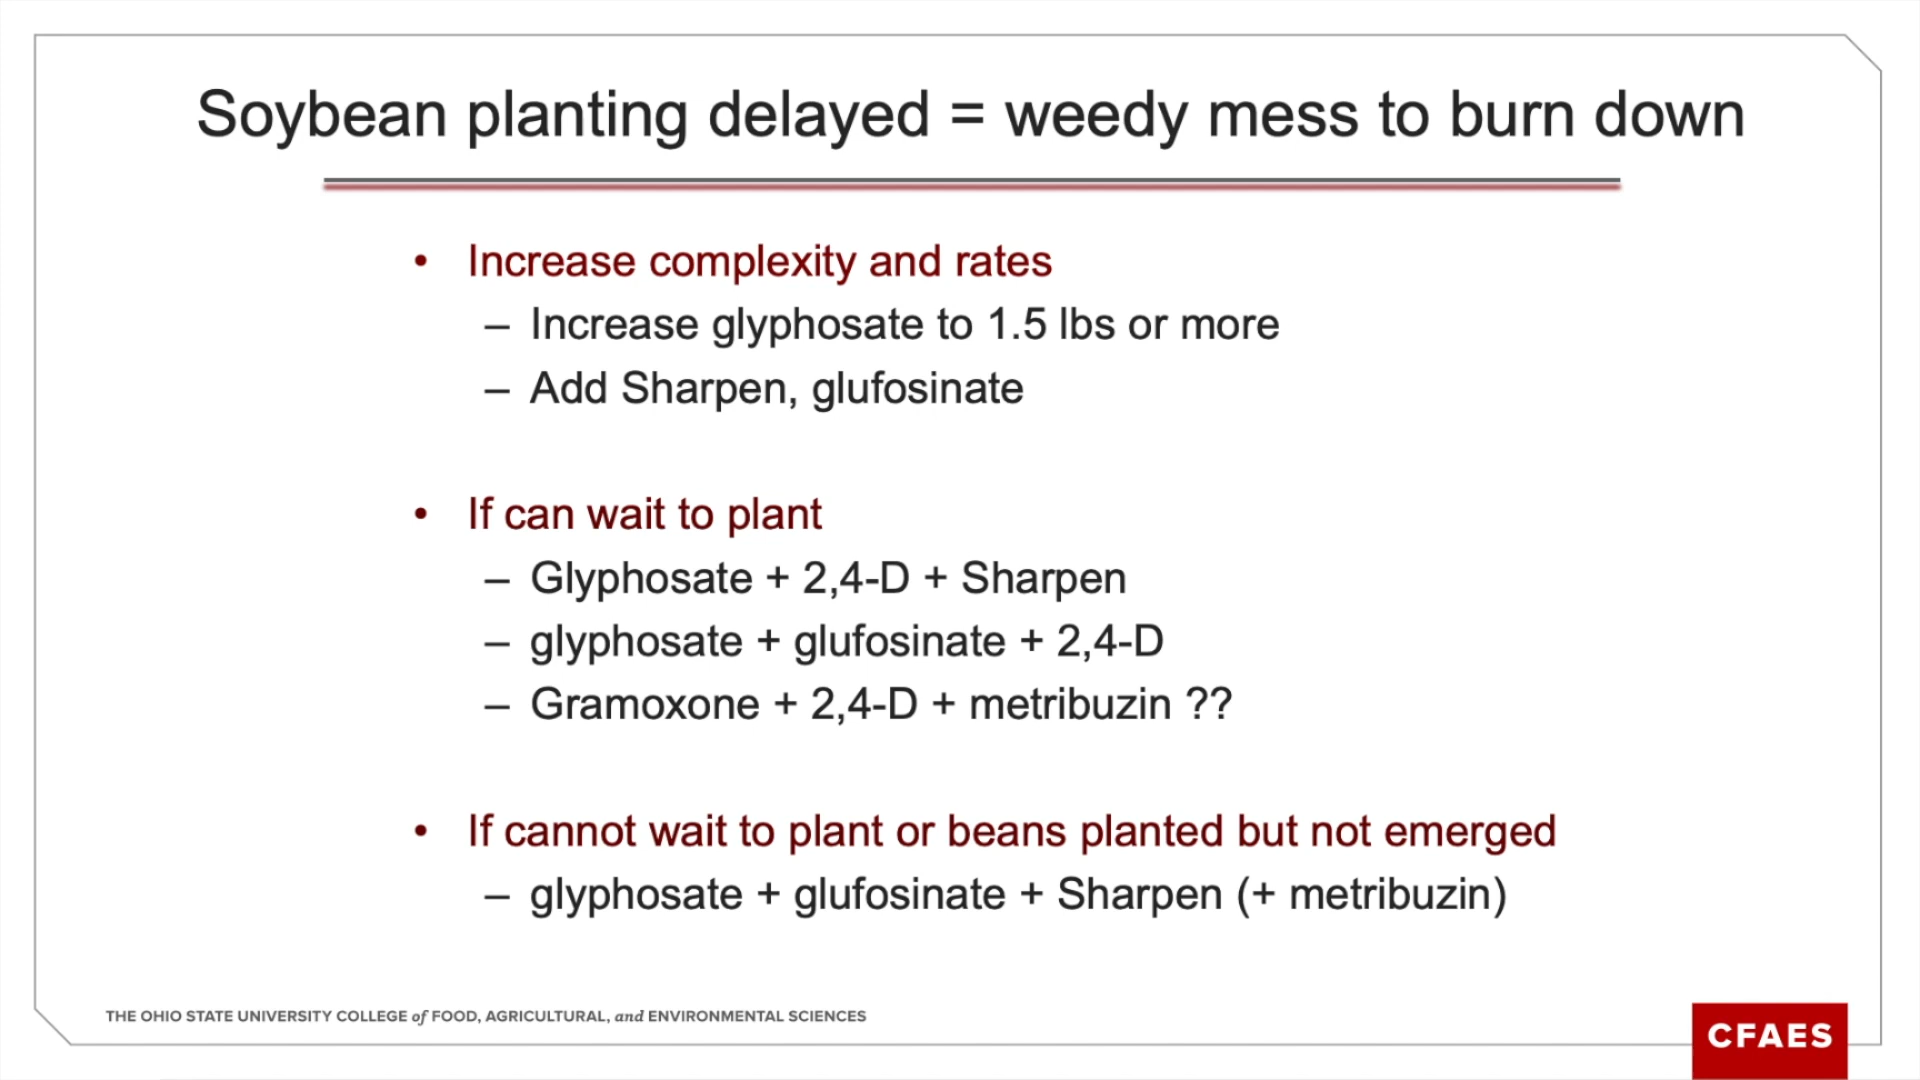 Soybean planting delayed = weedy mess to burn down
• Increase complexity and rates
– Increase glyphosate to 1.5 lbs or more
– Add Sharpen, glufosinate
• If can wait to plant
– Glyphosate + 2,4-D + Sharpen
– glyphosate + glufosinate + 2,4-D
– Gramoxone + 2,4-D + metribuzin ??
• If cannot wait to plant or beans planted but not emerged
– glyphosate + glufosinate + Sharpen (+ metribuzin)
THE OHIO STATE UNIVERSITY COLLEGE of FOOD, AGRICULTURAL, and ENVIRONMENTAL SCIENCES
CFAES